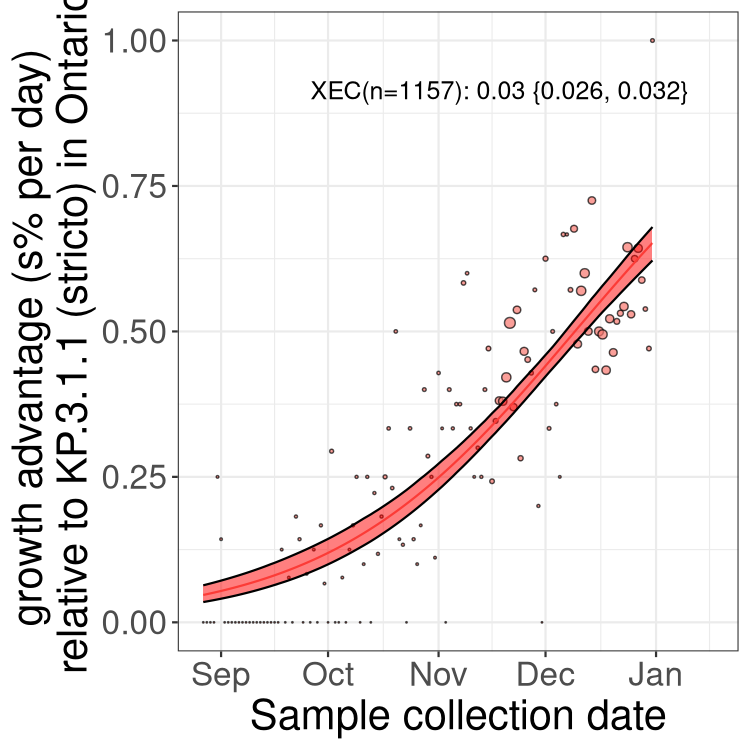 growth advantage (s% per day)
relative to KP.3.1.1 (stricto) in Ontario
1.00
0.75
0.50
0.25
0.00
XEC(n=1157): 0.03 {0.026, 0.032}
Sep Oct Nov Dec Jan
Sample collection date